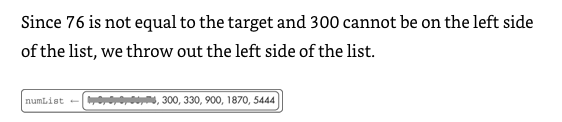 Since 76 is not equal to the target and 300 cannot be on the left side
of the list, we throw out the left side of the list.
numList ← , 300, 330, 900, 1870, 5444